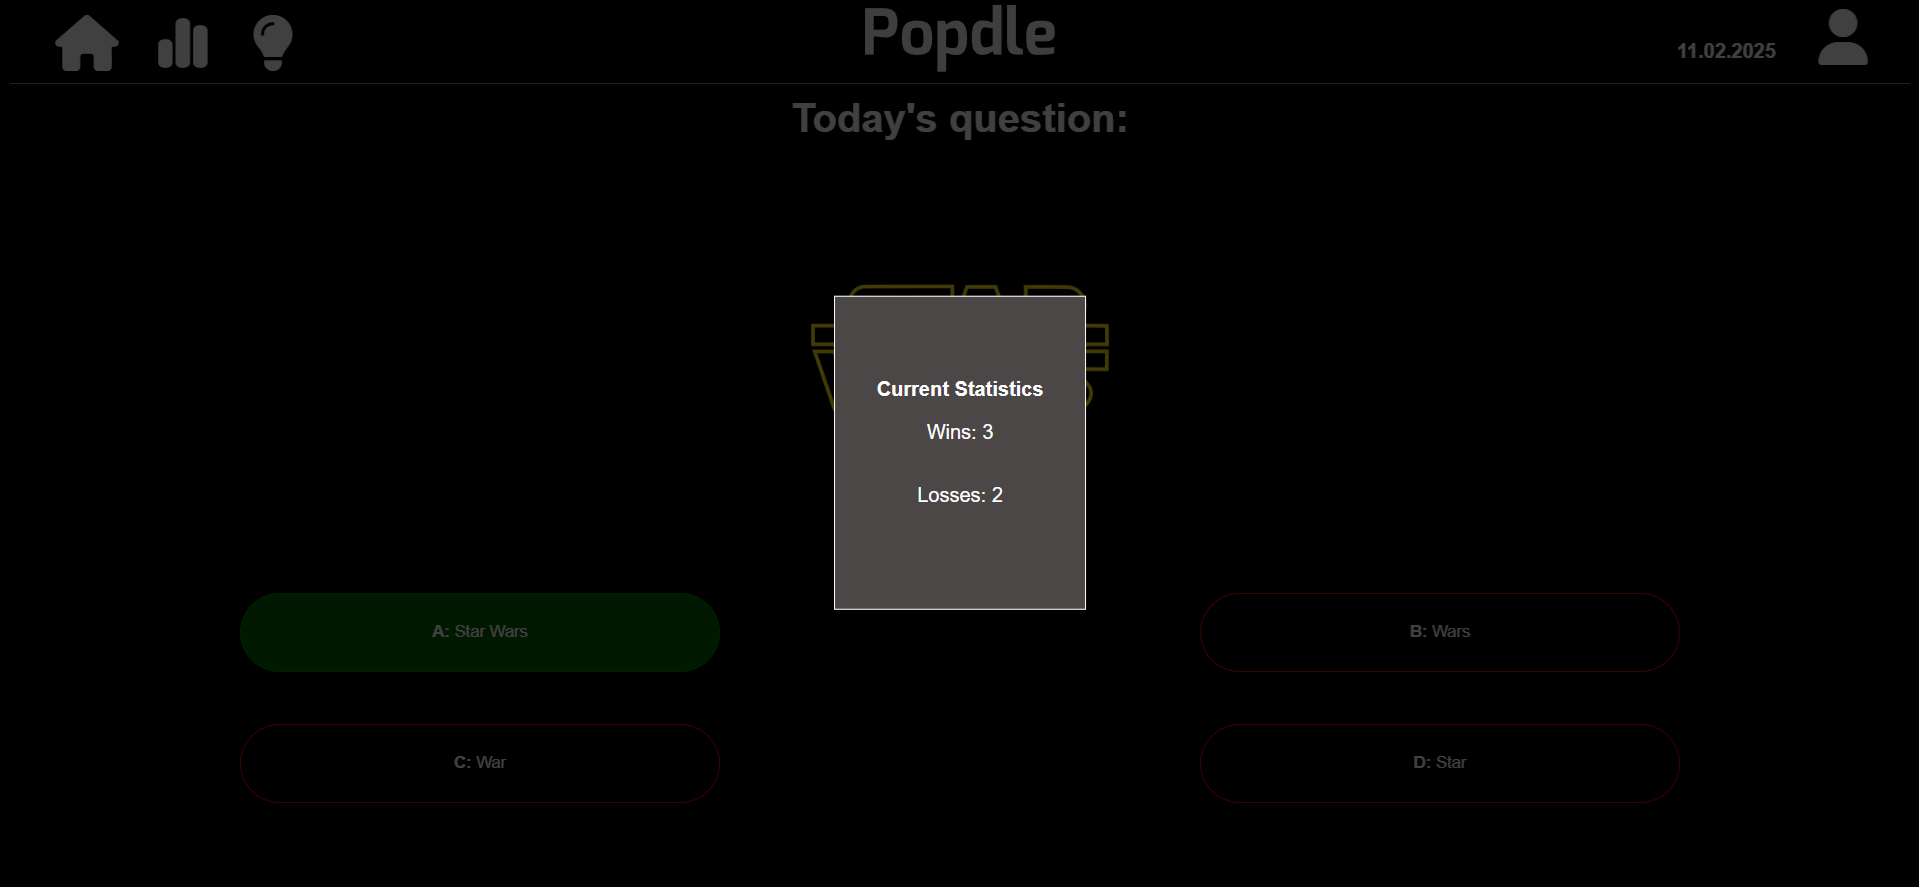 Popdle
11.02.2025
Today's question:
Current Statistics
Wins: 3
Losses: 2
A: Star Wars
B: Wars
C: War
D: Star